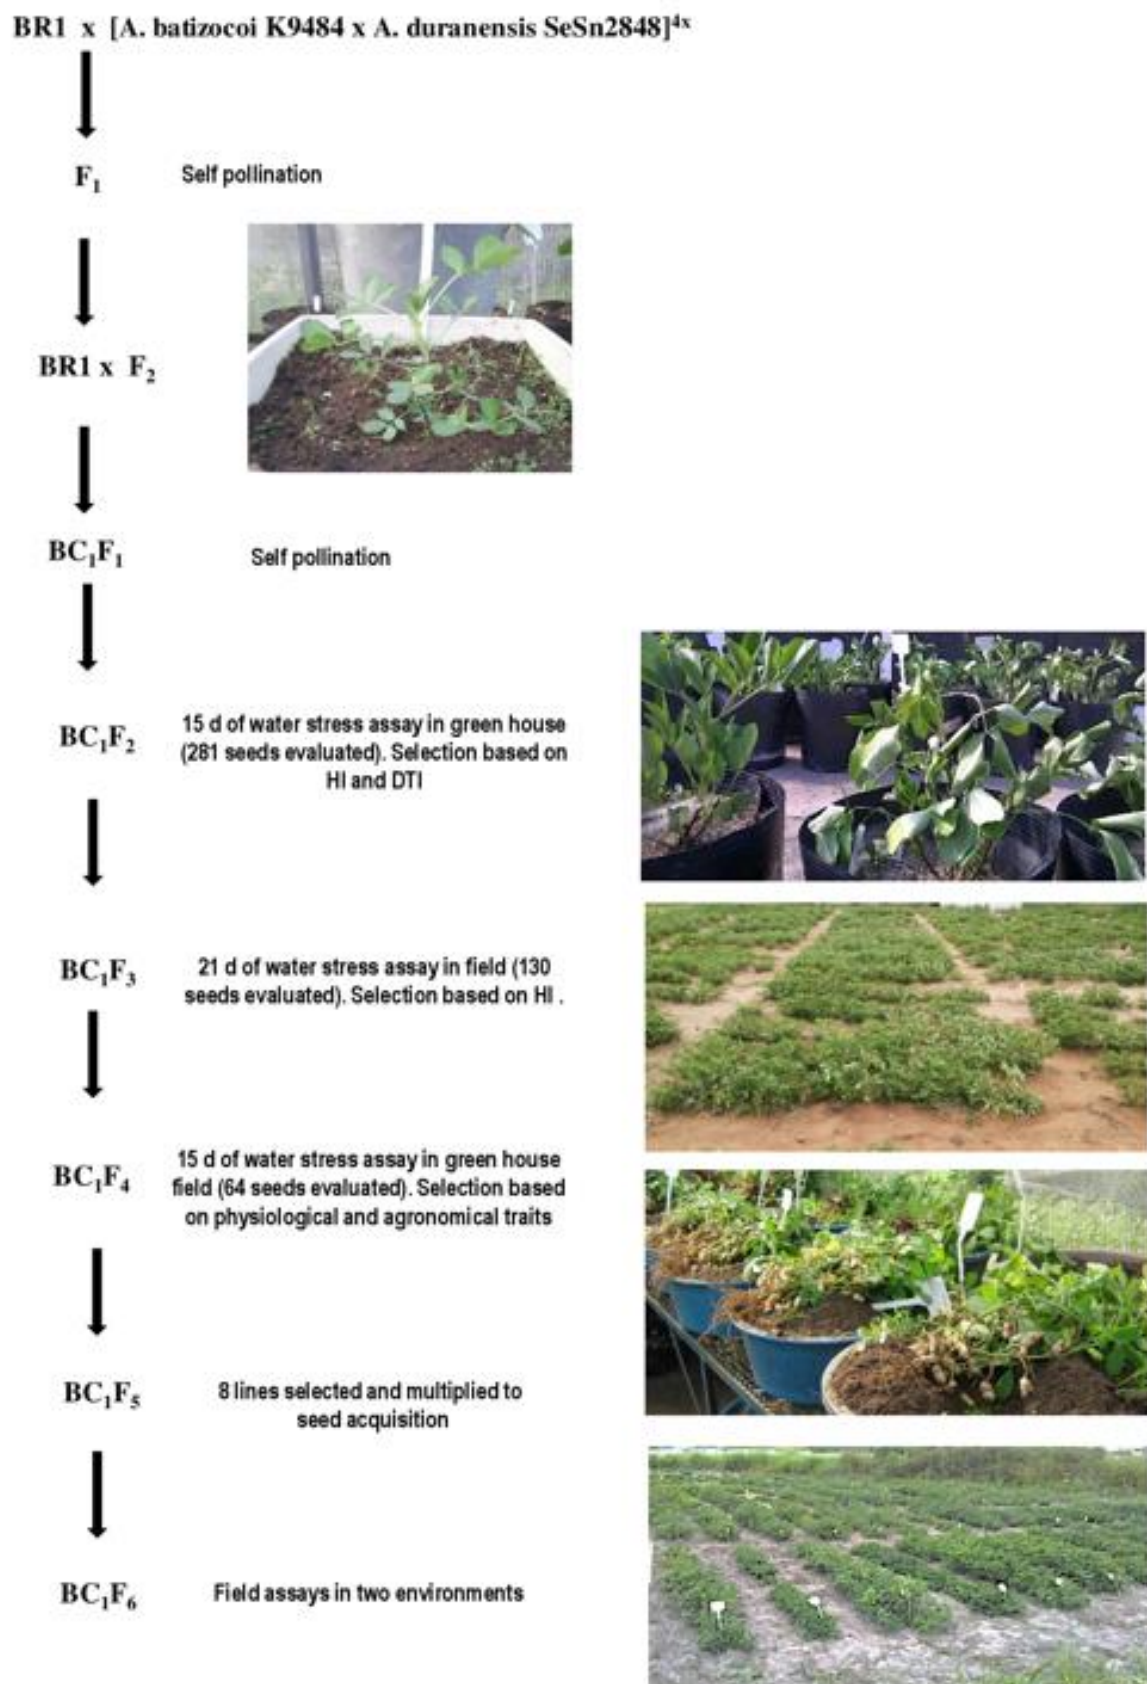 BR1 x [A. batizocoi K9484 x A. duranensis SeSn2848]⁴ˣ
F₁ Self pollination
BR1 x F₂
BC₁F₁ Self pollination
BC₁F₂
15 d of water stress assay in green house
(281 seeds evaluated). Selection based on
HI and DTI
BC₁F₃
21 d of water stress assay in field (130
seeds evaluated). Selection based on HI .
BC₁F₄
15 d of water stress assay in green house
field (64 seeds evaluated). Selection based
on physiological and agronomical traits
BC₁F₅
8 lines selected and multiplied to
seed acquisition
BC₁F₆ Field assays in two environments